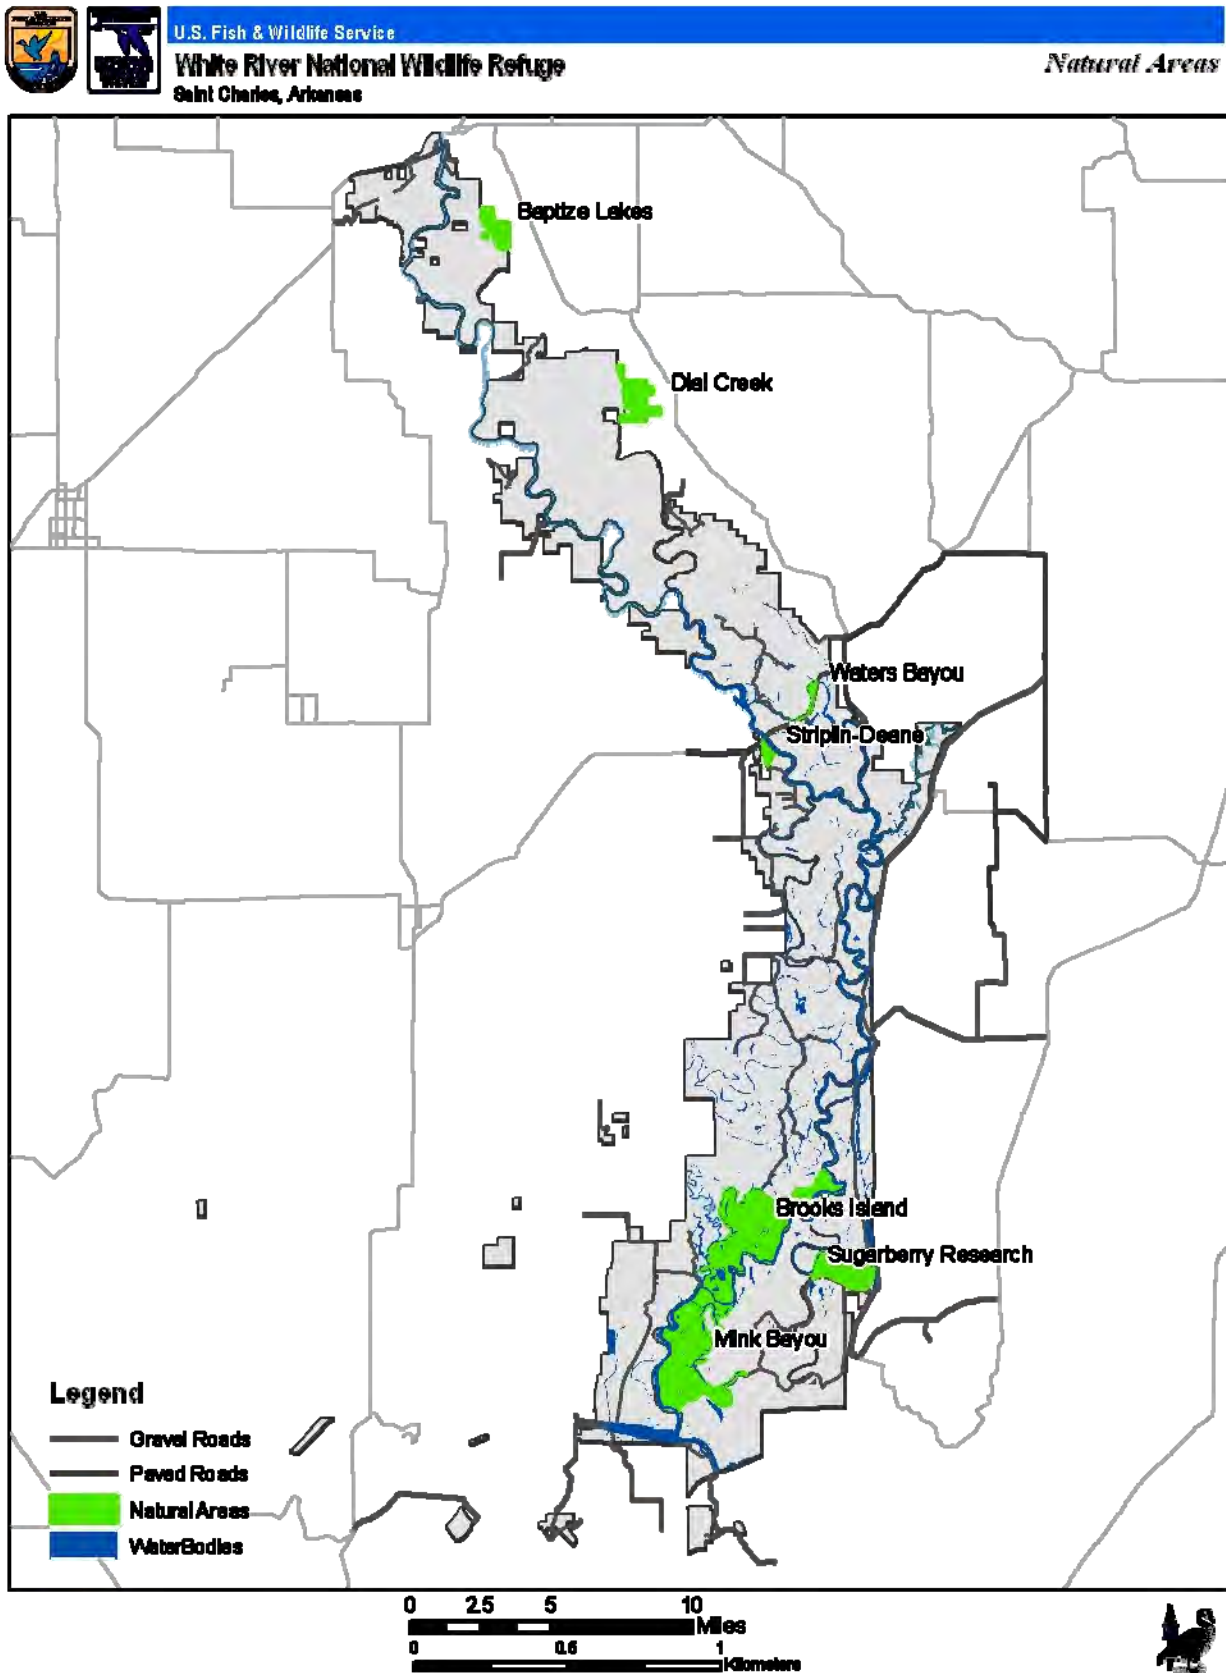 U.S. Fish & Wildlife Service
White River National Wildlife Refuge
Natural Areas
Saint Charles, Arkansas
Baptize Lakes
Dial Creek
Waters Bayou
Striplin-Deane
Brooks Island
Sugarberry Research
Mink Bayou
Legend
Gravel Roads
Paved Roads
Natural Areas
WaterBodies
0 2.5 5 10
Miles
0 0.5 1
Kilometers